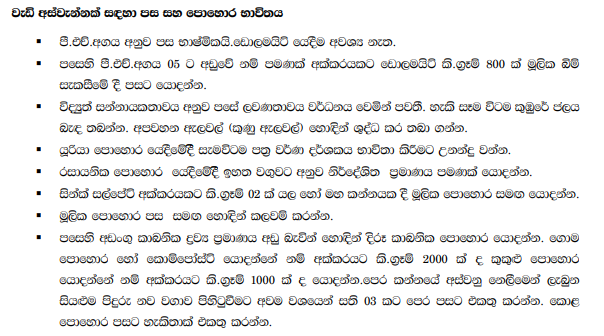 වැඩි අස්වැන්නක් සඳහා පස සහ පොහොර භාවිතය
▪ පී.එච්.අගය අනුව පස භාෂ්මිකයි.ඩොලමයිට් යෙදීම අවශ්‍ය නැත.
▪ පසෙහි පී.එච්.අගය 05 ට අඩුවේ නම් පමණක් අක්කරයකට ඩොලමයිට් කි.ග්‍රෑම් 800 ක් මූලික බිම්
සැකසීමේ දී පසට යොදන්න.
▪ විද්‍යුත් සන්නායකතාවය අනුව පසේ ලවණතාවය වර්ධනය වෙමින් පවතී. හැකි සෑම විටම කුඹුරේ ජලය
බැඳ තබන්න. අපවහන ඇලවල් (කුණු ඇලවල්) හොඳින් ශුද්ධ කර තබා ගන්න.
▪ යූරියා පොහොර යෙදීමේදී සැමවිටම පත්‍ර වර්ණ දර්ශකය භාවිතා කිරීමට උනන්දු වන්න.
▪ රසායනික පොහොර යෙදීමේදී ඉහත වගුවට අනුව නිර්දේශිත ප්‍රමාණය පමණක් යොදන්න.
▪ සින්ක් සල්පේට් අක්කරයකට කි.ග්‍රෑම් 02 ක් යල හෝ මහ කන්නයක දී මූලික පොහොර සමඟ යොදන්න.
▪ මූලික පොහොර පස සමඟ හොඳින් කලවම් කරන්න.
▪ පසෙහි අඩංගු කාබනික ද්‍රව්‍ය ප්‍රමාණය අඩු බැවින් හොඳින් දිරූ කාබනික පොහොර යොදන්න. ගොම
පොහොර හෝ කොම්පෝස්ට් යොදන්නේ නම් අක්කරයකට කි.ග්‍රෑම් 2000 ක් ද කුකුළු පොහොර
යොදන්නේ නම් අක්කරයකට කි.ග්‍රෑම් 1000 ක් ද යොදන්න.පෙර කන්නයේ අස්වනු නෙලීමෙන් ලැබුන
සියළුම පිදුරු නව වගාව පිහිටුවීමට අවම වශයෙන් සති 03 කට පෙර පසට එකතු කරන්න. කොළ
පොහොර පසට හැකිතාක් එකතු කරන්න.